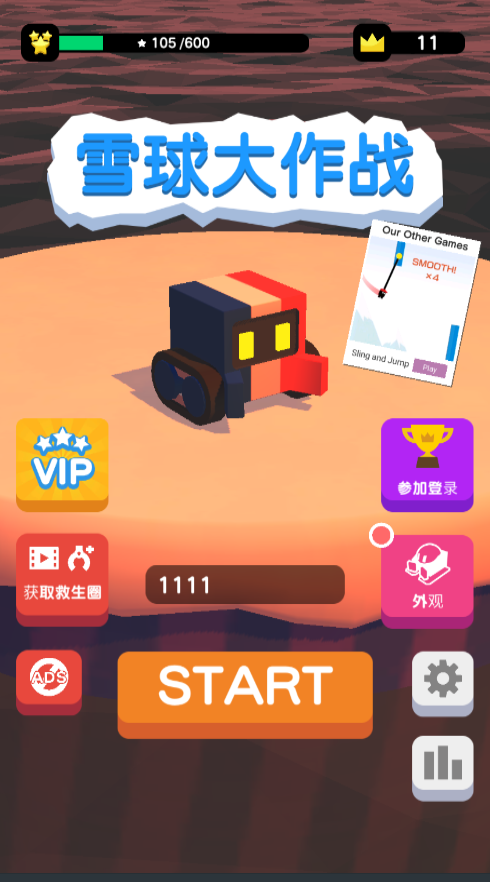 105 /600
11
雪球大作战
Our Other Games
SMOOTH!
×4
Sling and Jump
Play
VIP
参加登录
获取救生圈
1111
外观
ADS
START